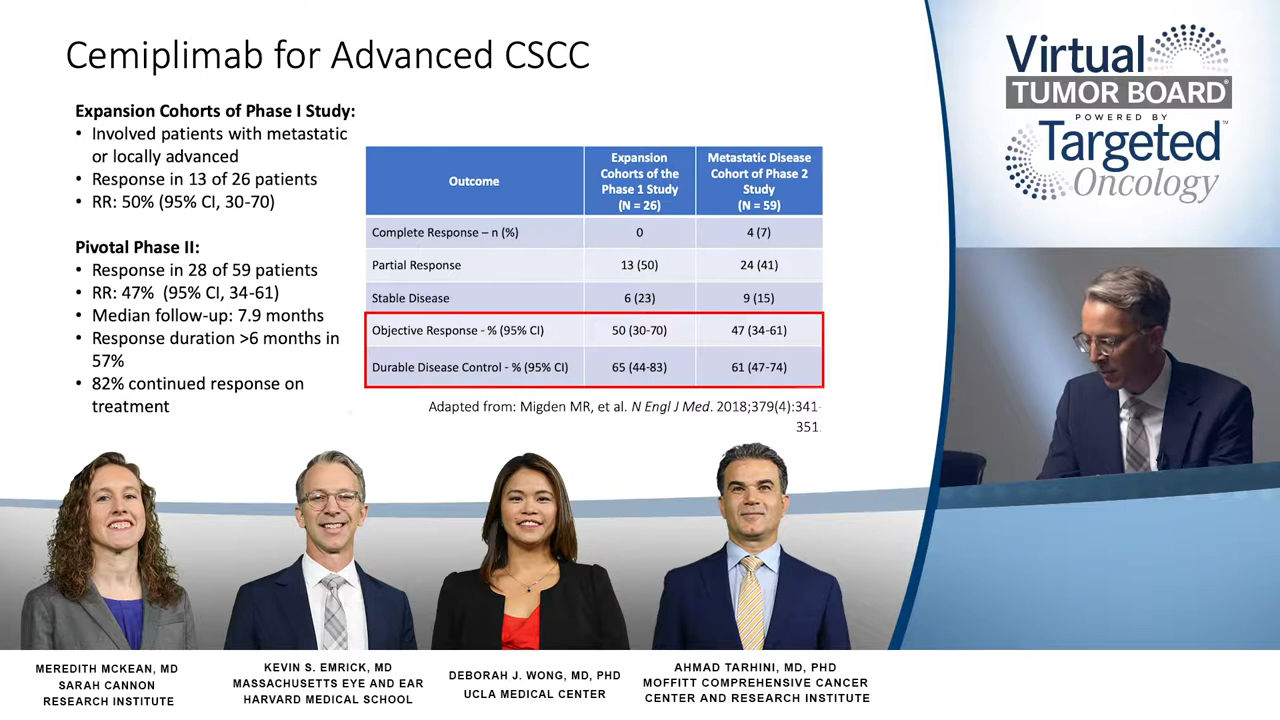 Cemiplimab for Advanced CSCC
Expansion Cohorts of Phase I Study:
• Involved patients with metastatic
or locally advanced
• Response in 13 of 26 patients
• RR: 50% (95% CI, 30-70)
Pivotal Phase II:
• Response in 28 of 59 patients
• RR: 47% (95% CI, 34-61)
• Median follow-up: 7.9 months
• Response duration >6 months in
57%
• 82% continued response on
treatment
Outcome
Expansion
Cohorts of the
Phase 1 Study
(N = 26)
Metastatic Disease
Cohort of Phase 2
Study
(N = 59)
Complete Response – n (%) 0 4 (7)
Partial Response 13 (50) 24 (41)
Stable Disease 6 (23) 9 (15)
Objective Response - % (95% CI) 50 (30-70) 47 (34-61)
Durable Disease Control - % (95% CI) 65 (44-83) 61 (47-74)
Adapted from: Migden MR, et al. N Engl J Med. 2018;379(4):341-
351.
Virtual
TUMOR BOARD®
POWERED BY
Targeted™
Oncology
MEREDITH MCKEAN, MD
SARAH CANNON
RESEARCH INSTITUTE
KEVIN S. EMRICK, MD
MASSACHUSETTS EYE AND EAR
HARVARD MEDICAL SCHOOL
DEBORAH J. WONG, MD, PHD
UCLA MEDICAL CENTER
AHMAD TARHINI, MD, PHD
MOFFITT COMPREHENSIVE CANCER
CENTER AND RESEARCH INSTITUTE